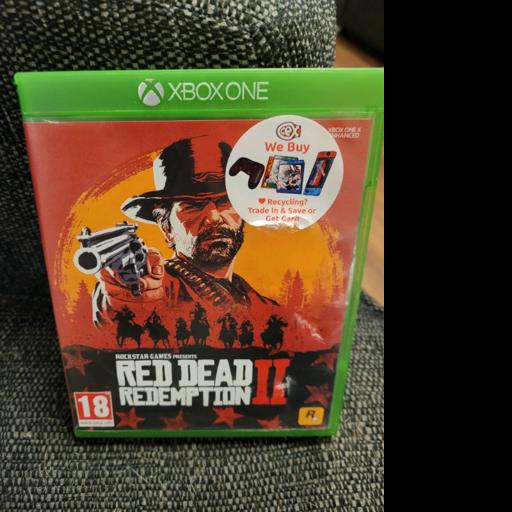 XBOX ONE
XBOX ONE X
ENHANCED
CeX
We Buy
♥ Recycling?
Trade In & Save or
Get Cash
ROCKSTAR GAMES PRESENTS
RED DEAD
REDEMPTION II
18
R